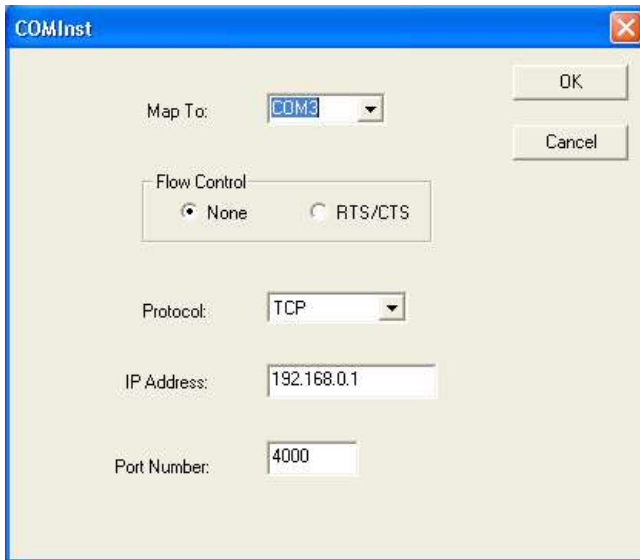 COMInst
OK
Map To: COM3
Cancel
Flow Control
None RTS/CTS
Protocol: TCP
IP Address: 192.168.0.1
Port Number: 4000